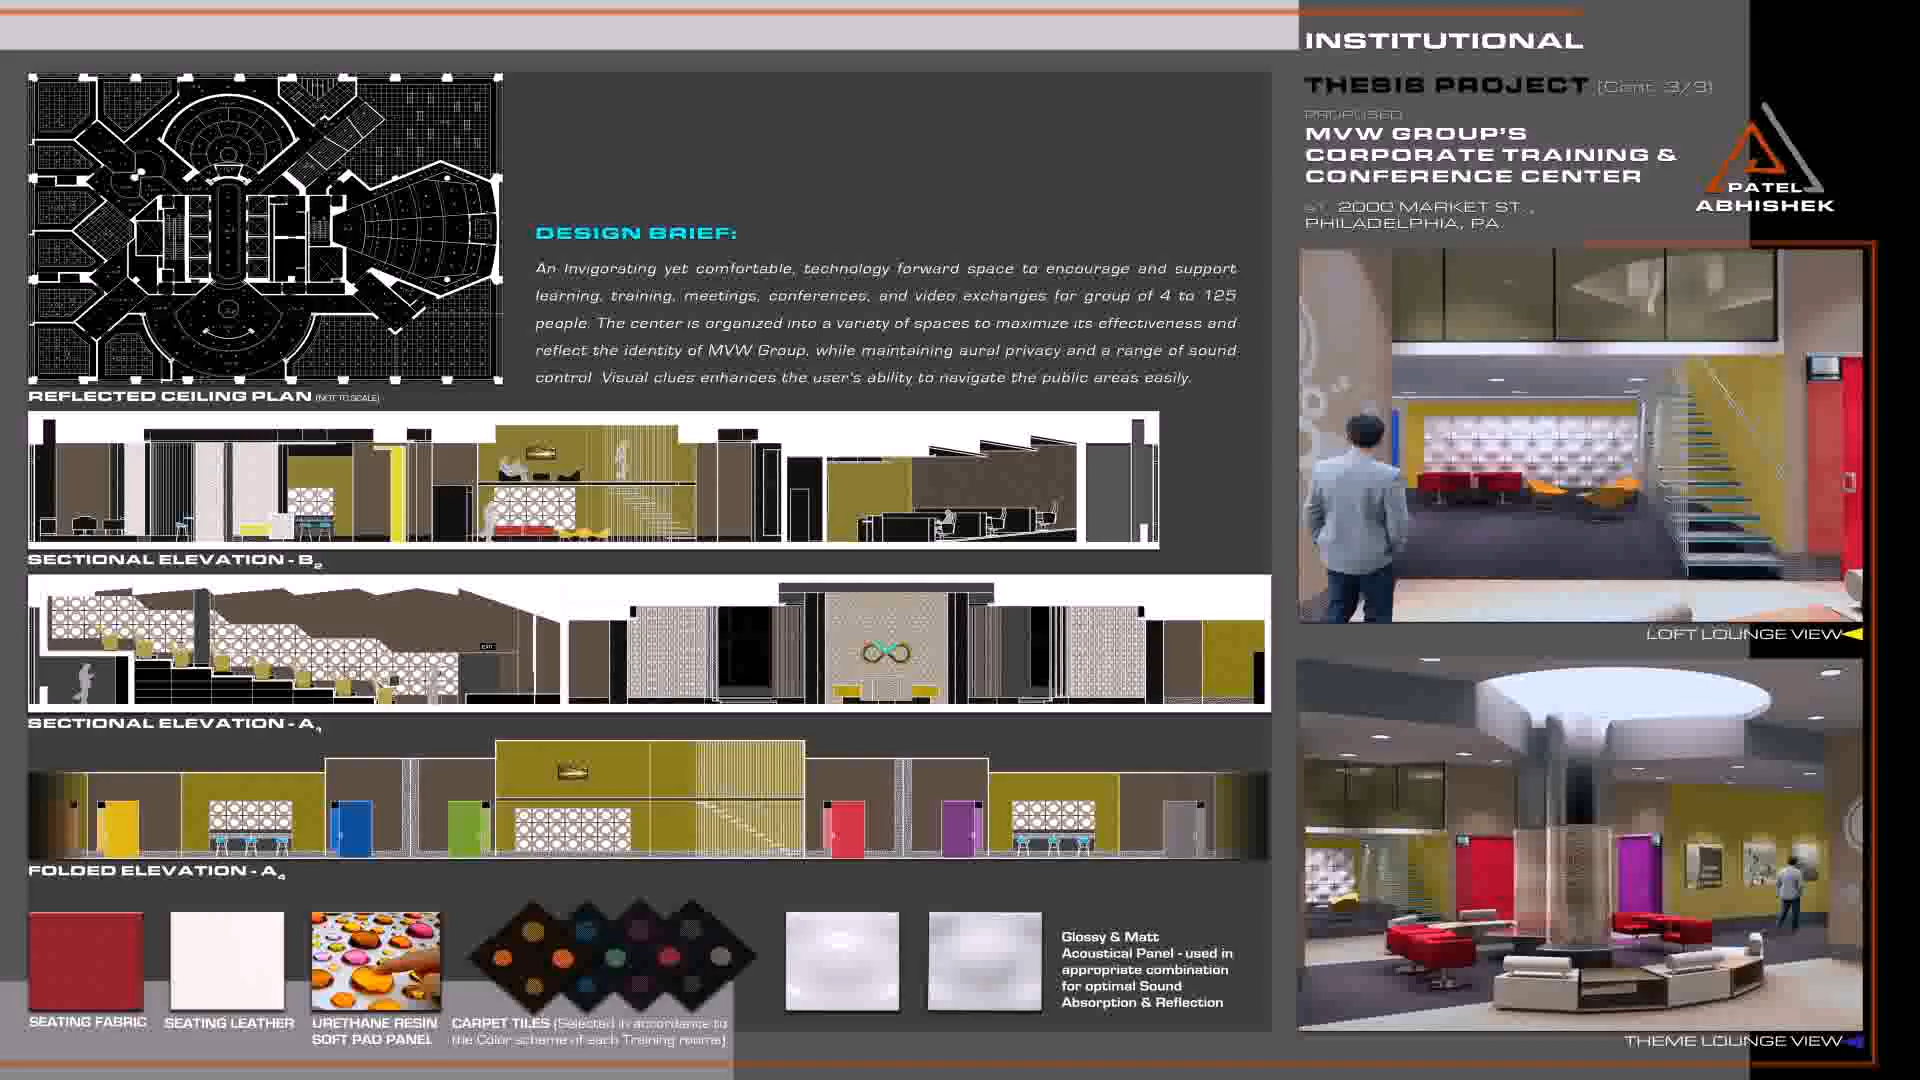 INSTITUTIONAL
THESIS PROJECT (Cont. 3/3)
PROPOSED
MVW GROUP'S
CORPORATE TRAINING &
CONFERENCE CENTER
AT, 2000 MARKET ST.,
PHILADELPHIA, PA.
PATEL
ABHISHEK
DESIGN BRIEF:
An Invigorating yet comfortable, technology forward space to encourage and support
learning, training, meetings, conferences, and video exchanges for group of 4 to 125
people. The center is organized into a variety of spaces to maximize its effectiveness and
reflect the identity of MVW Group, while maintaining aural privacy and a range of sound
control. Visual clues enhances the user's ability to navigate the public areas easily.
REFLECTED CEILING PLAN (NOT TO SCALE)
SECTIONAL ELEVATION - B2
EXIT
SECTIONAL ELEVATION - A
FOLDED ELEVATION - A4
LOFT LOUNGE VIEW
THEME LOUNGE VIEW
SEATING FABRIC
SEATING LEATHER
URETHANE RESIN
SOFT PAD PANEL
CARPET TILES (Selected in accordance to
the Color scheme of each Training rooms)
Glossy & Matt
Acoustical Panel - used in
appropriate combination
for optimal Sound
Absorption & Reflection